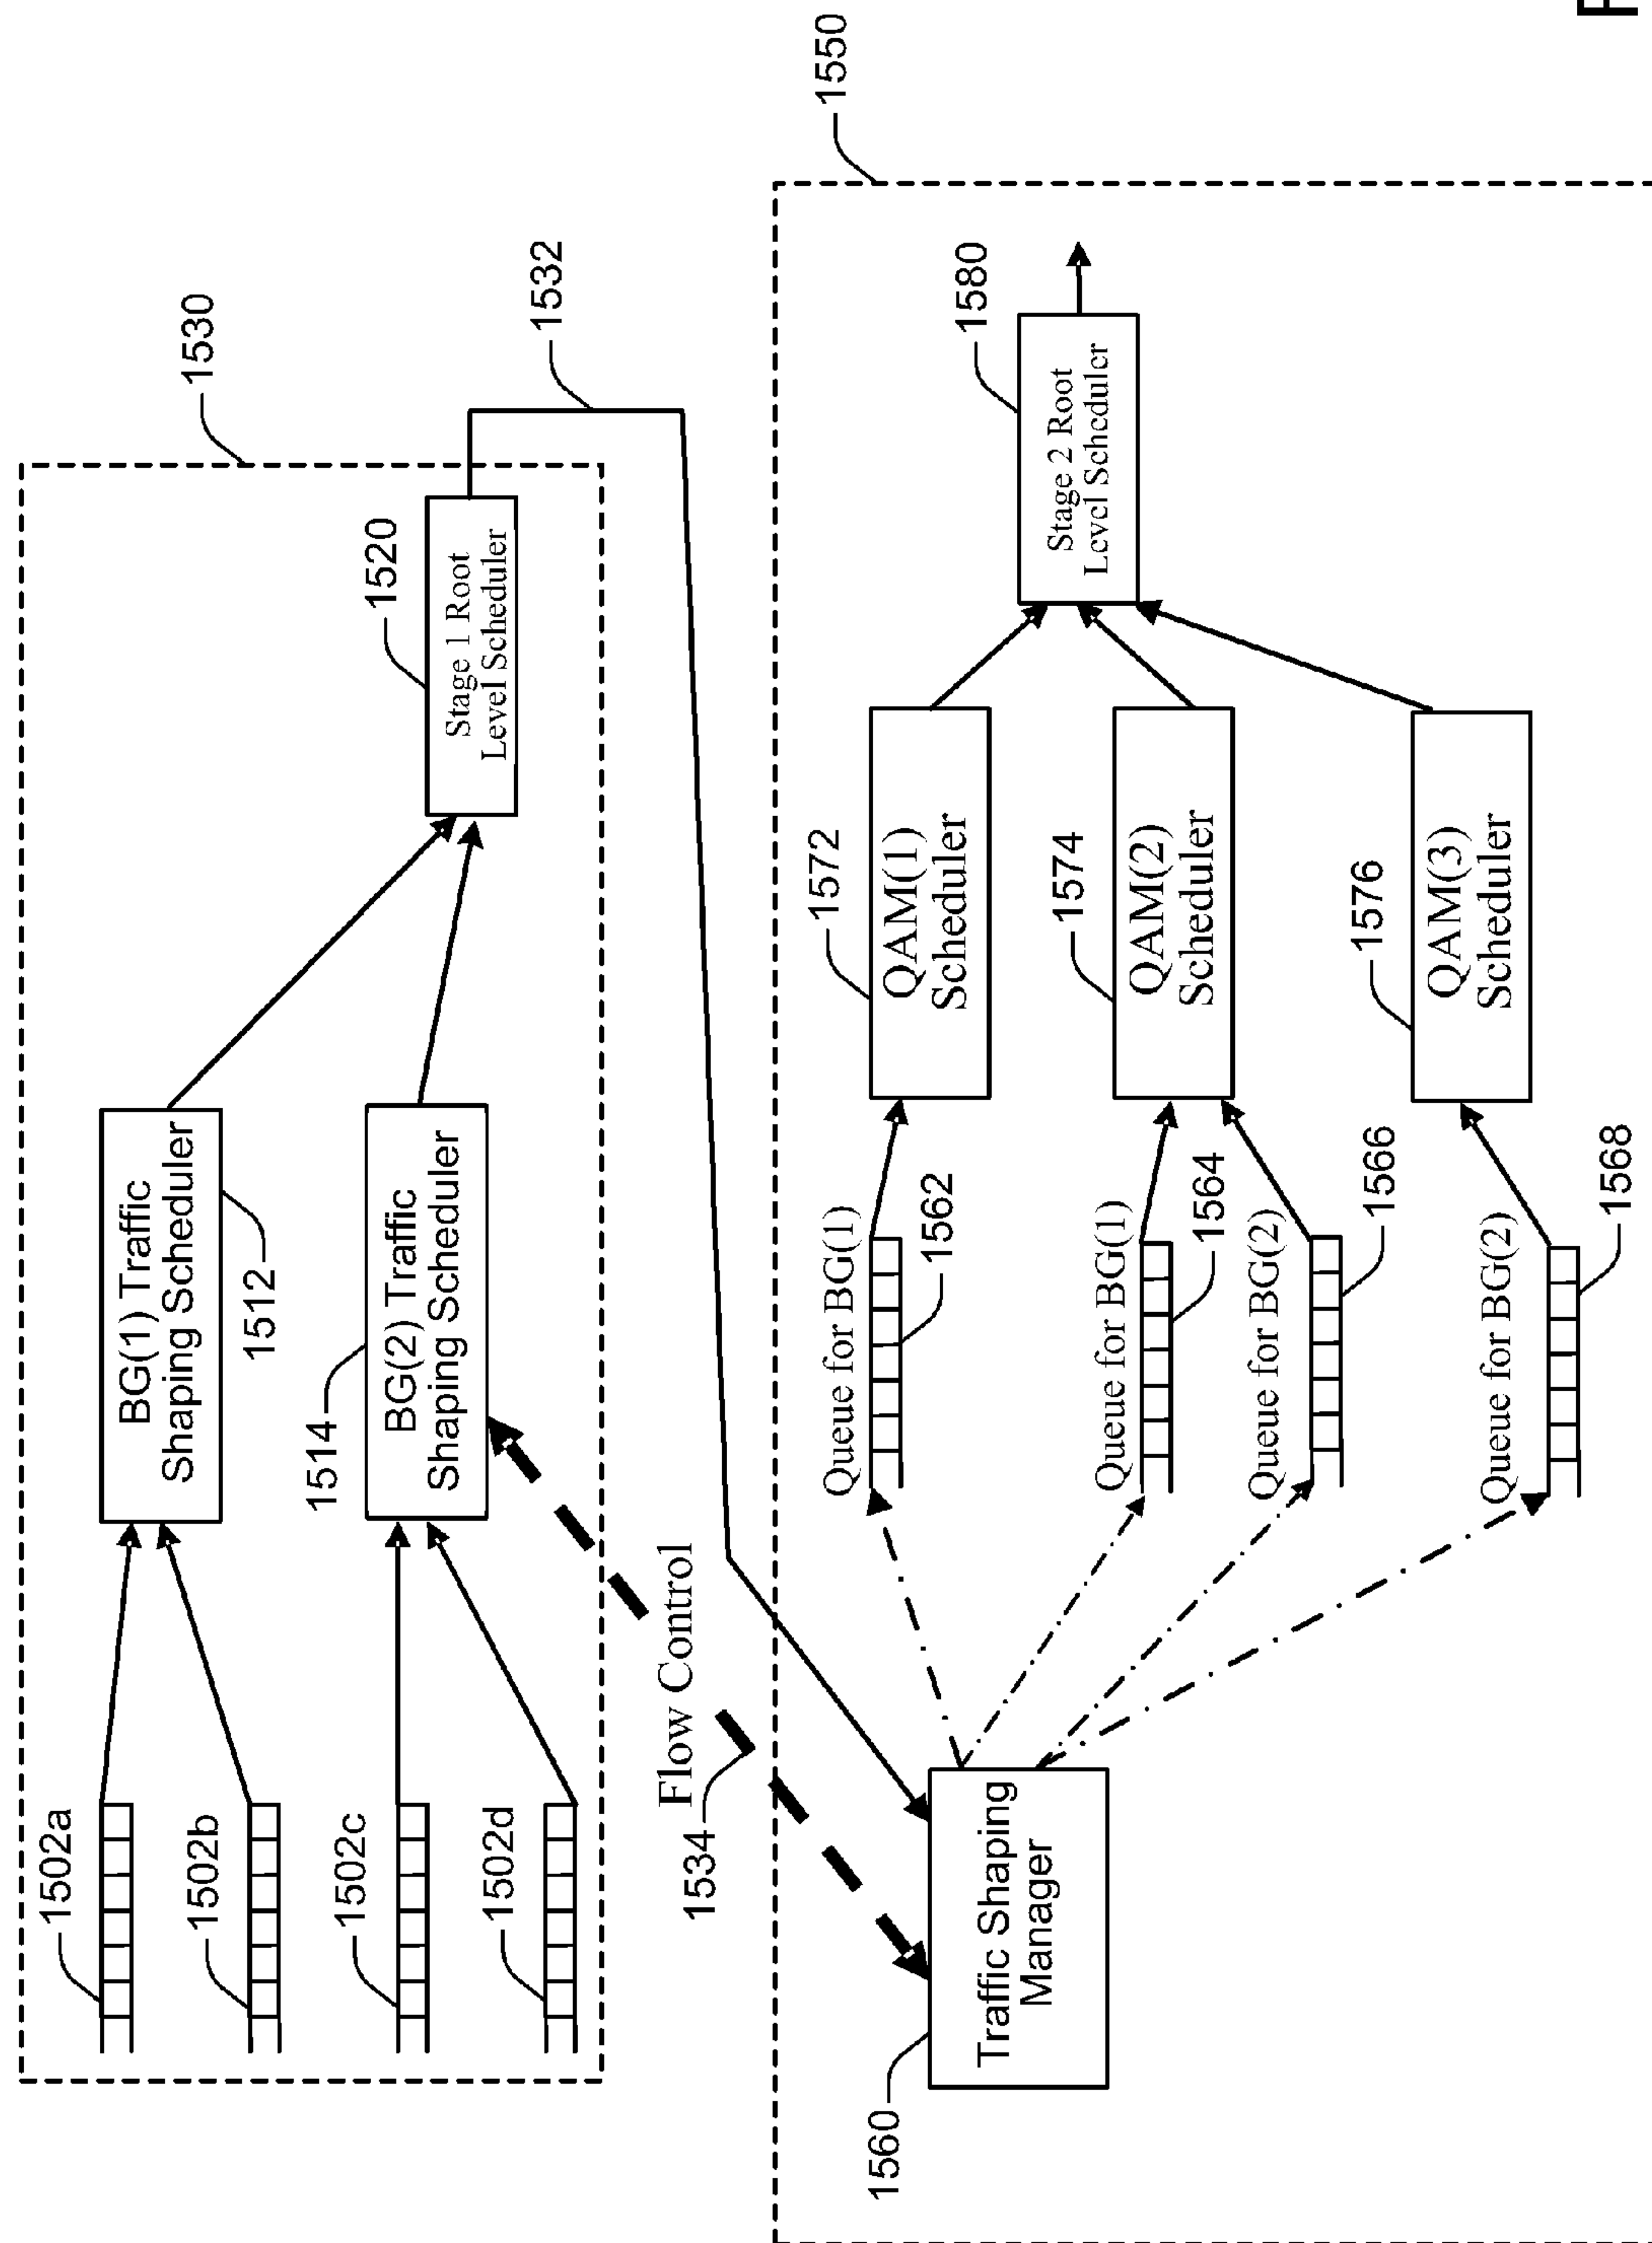 1530
1502a
1502b
1502c
1502d
BG(1) Traffic
Shaping Scheduler
1512
1514
BG(2) Traffic
Shaping Scheduler
1520
Stage 1 Root
Level Scheduler
1532
Flow Control
1534
1550
1560
Traffic Shaping
Manager
Queue for BG(1)
1562
Queue for BG(1)
1564
Queue for BG(2)
1566
Queue for BG(2)
1568
1572
QAM(1)
Scheduler
1574
QAM(2)
Scheduler
1576
QAM(3)
Scheduler
1580
Stage 2 Root
Level Scheduler